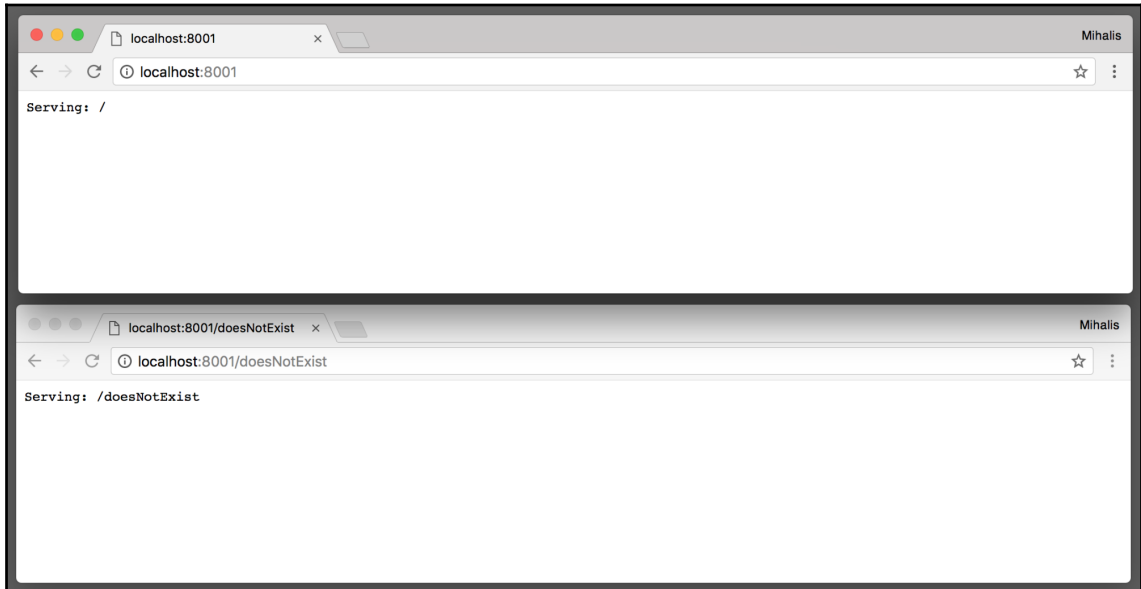 localhost:8001
Mihalis
localhost:8001
Serving: /
localhost:8001/doesNotExist
Mihalis
localhost:8001/doesNotExist
Serving: /doesNotExist